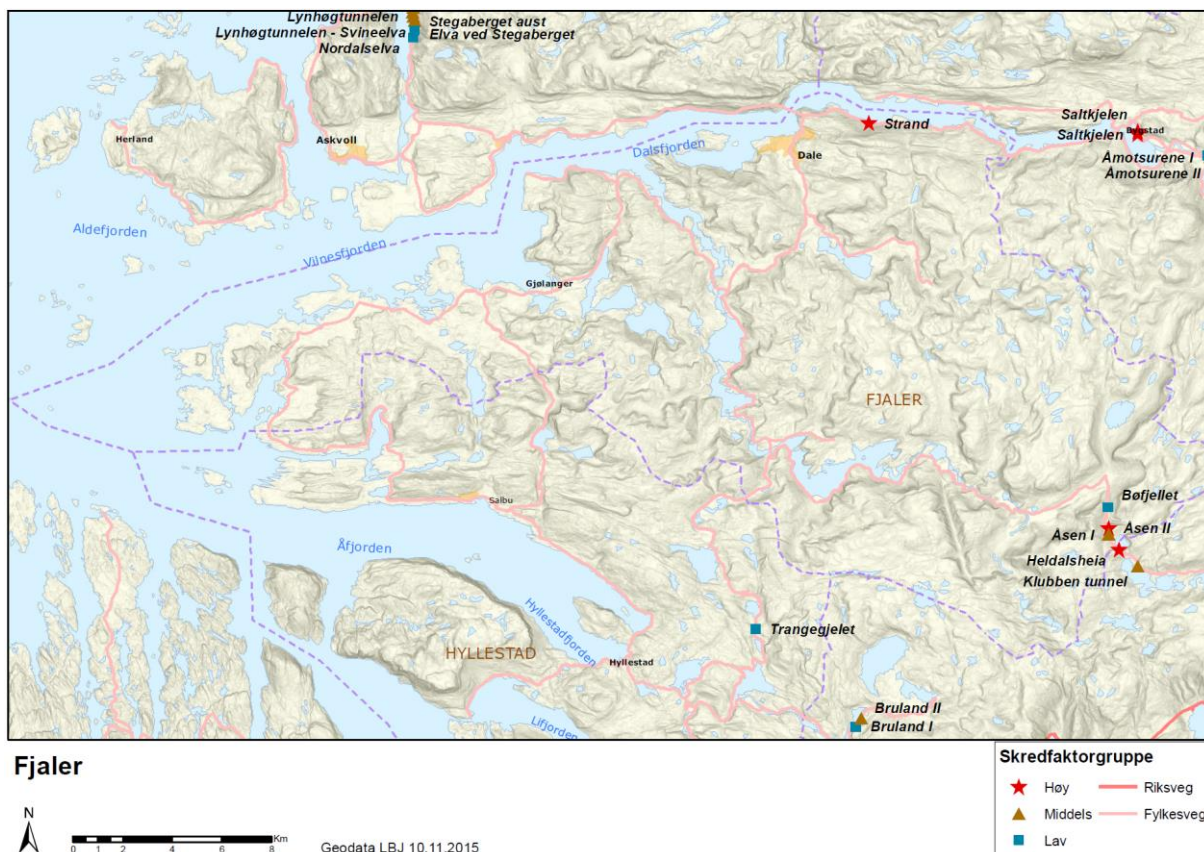 Lynhøgtunnelen
Stegaberget aust
Lynhøgtunnelen - Svineelva
Elva ved Stegaberget
Nordalselva
Saltkjelen
Herland
Askvoll
Strand
Saltkjelen
Bygstad
Dalsfjorden
Dale
Åmotsurene I
Åmotsurene II
Aldefjorden
Vilnesfjorden
Gjølanger
FJALER
Bøfjellet
Salbu
Åsen II
Åsen I
Åfjorden
Heldalsheia
Klubben tunnel
Hyllestadfjorden
Trangegjelet
HYLLESTAD
Hyllestad
Bruland II
Lifjorden
Bruland I
Fjaler
Skredfaktorgruppe
Høy
Riksveg
Middels
Fylkesveg
Lav
N
Km
0 1 2 4 6 8
Geodata LBJ 10.11.2015